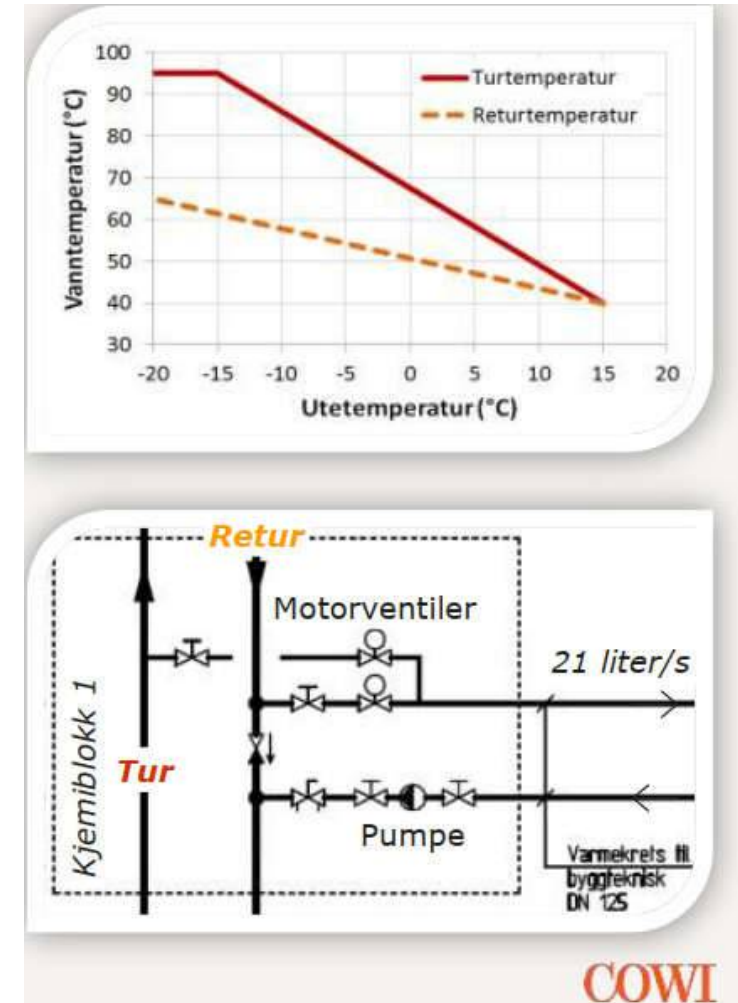 100
90
80
70
60
50
40
30
Vanntemperatur (°C)
Turtemperatur
Returtemperatur
-20 -15 -10 -5 0 5 10 15 20
Utetemperatur (°C)
Retur
Motorventiler
21 liter/s
Kjemiblokk 1
Tur
Pumpe
Varmekrets til
byggteknisk
DN 125
COWI